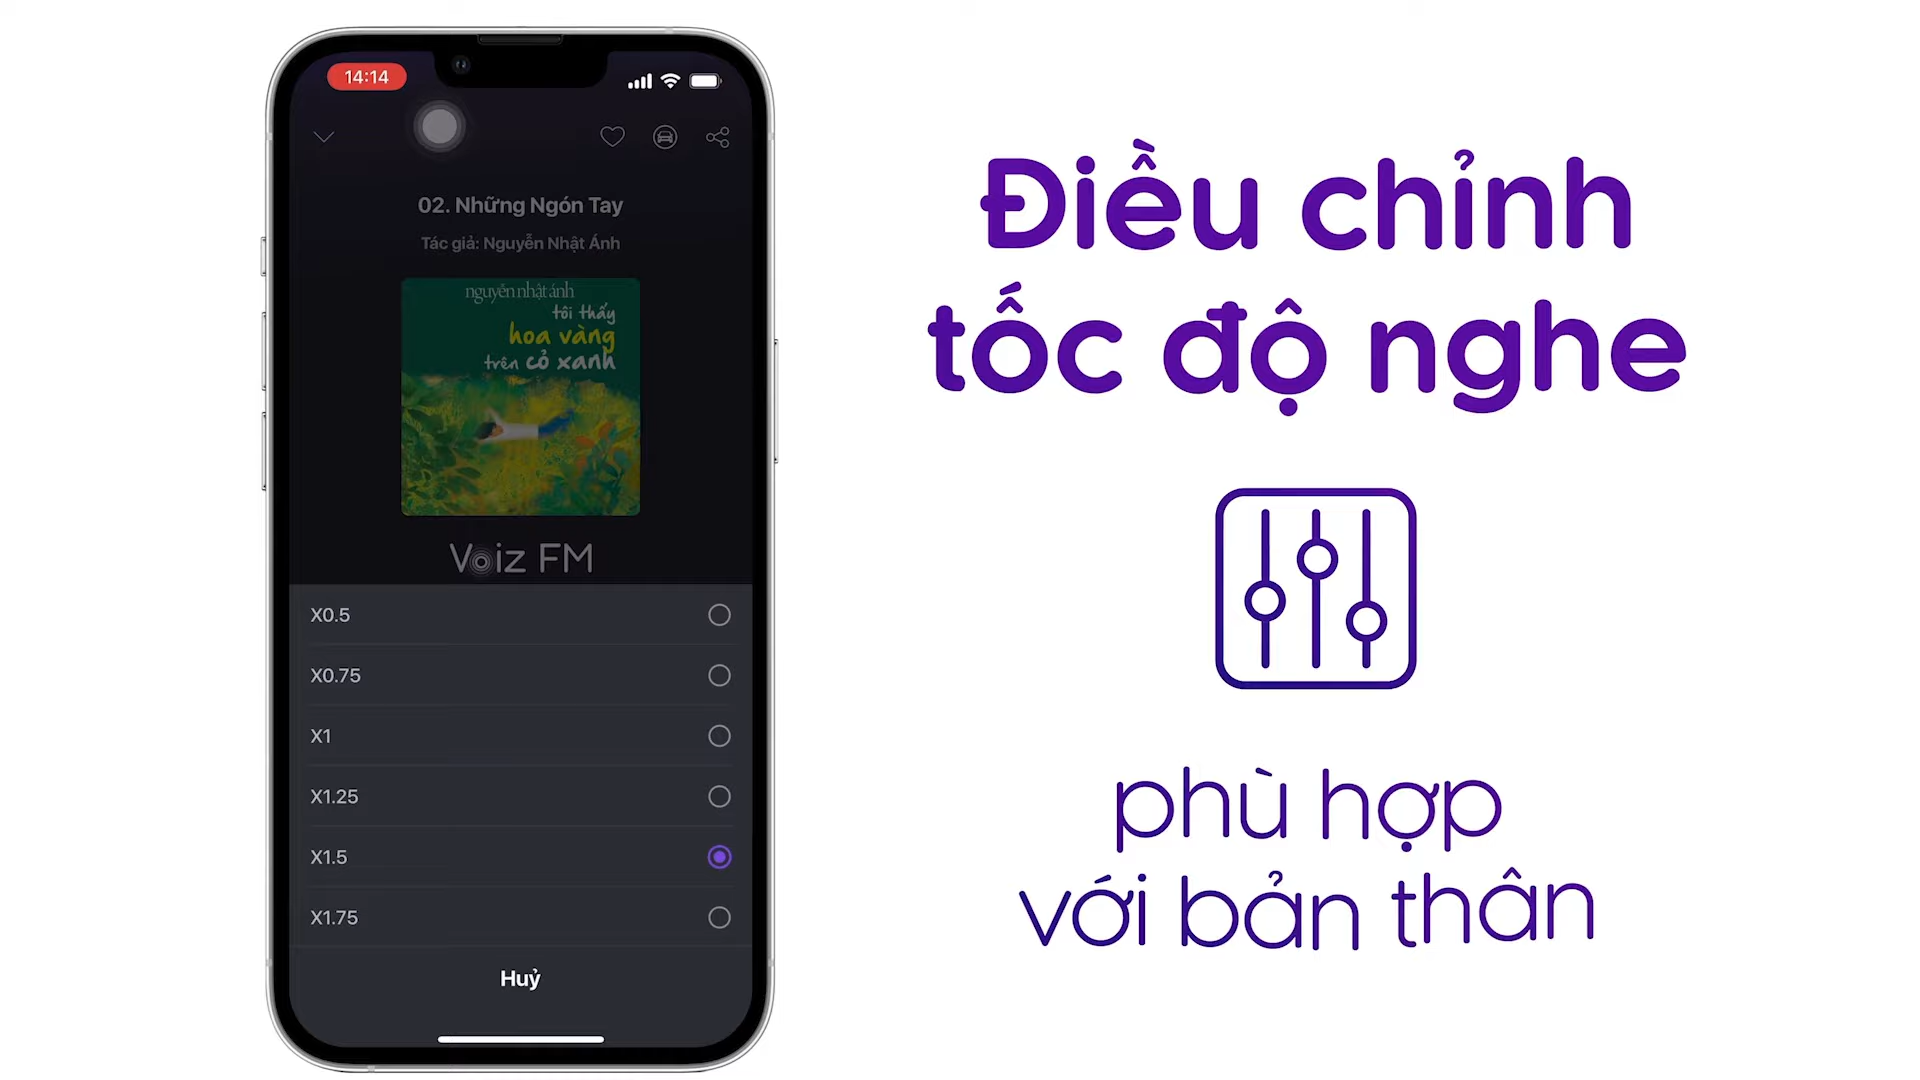 14:14
02. Những Ngón Tay
Tác giả: Nguyễn Nhật Ánh
nguyễn nhật ánh
tôi thấy
hoa vàng
trên cỏ xanh
Voiz FM
X0.5
X0.75
X1
X1.25
X1.5
X1.75
Huỷ
Điều chỉnh
tốc độ nghe
phù hợp
với bản thân